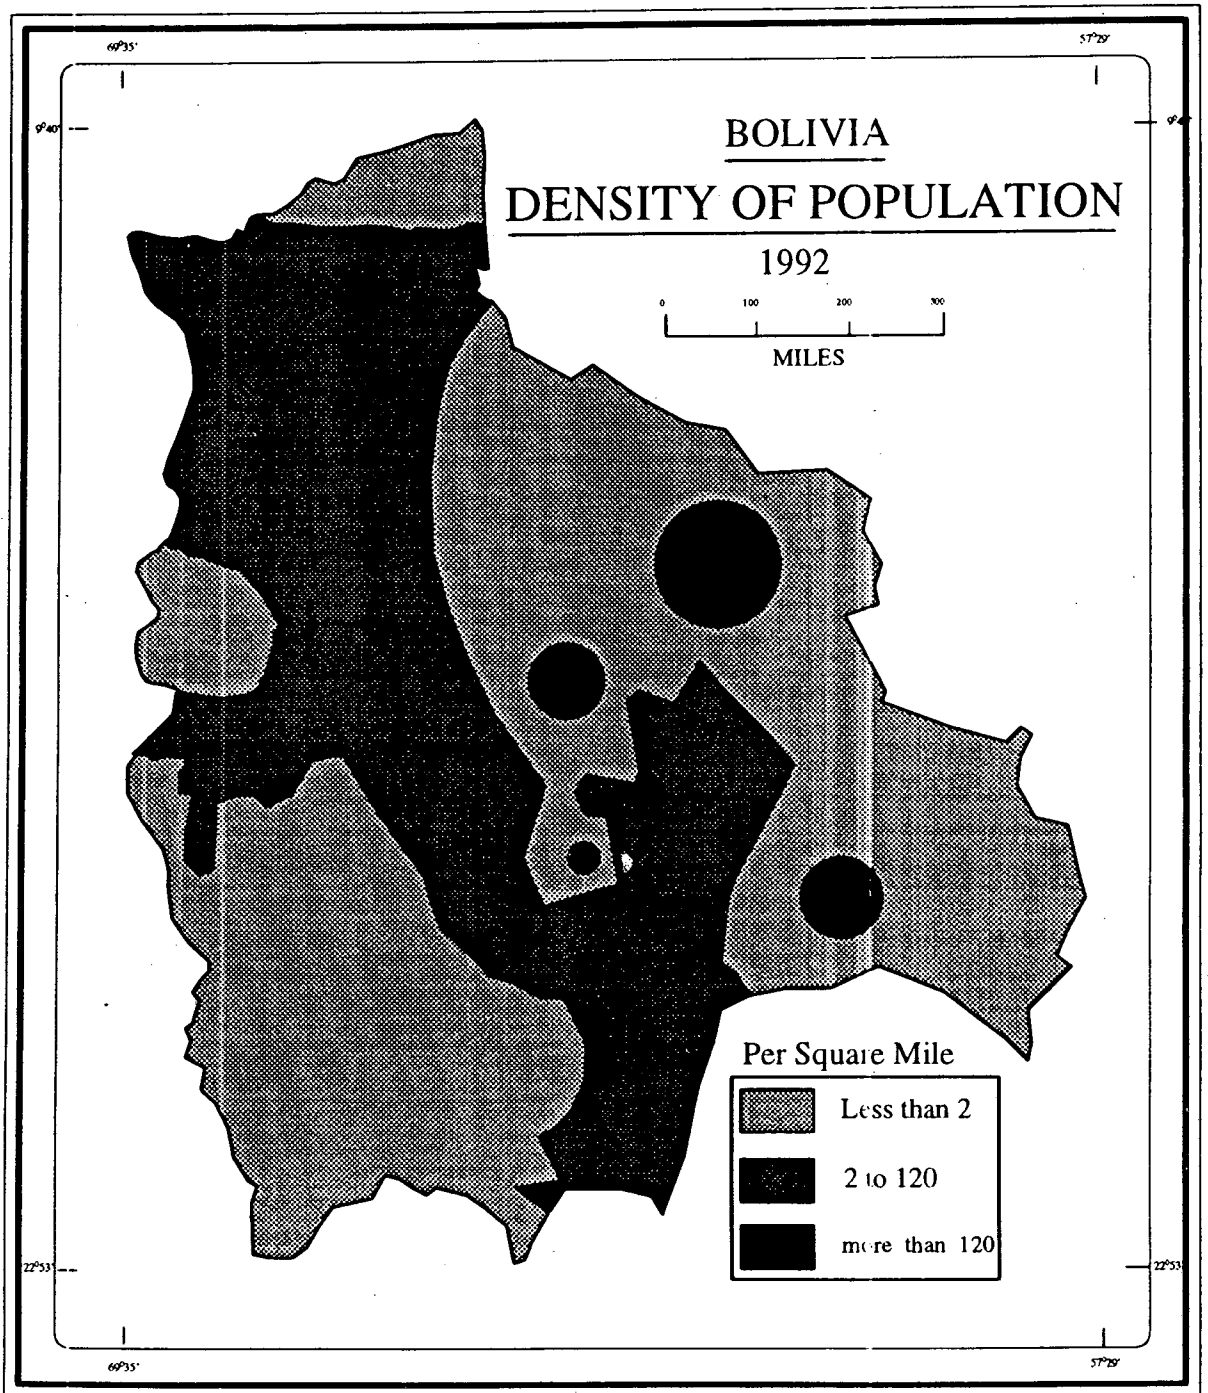 69°35'
57°29'
9°40'
9°40'
BOLIVIA
DENSITY OF POPULATION
1992
0 100 200 300
MILES
Per Square Mile
Less than 2
2 to 120
more than 120
22°53'
22°53'
69°35'
57°29'